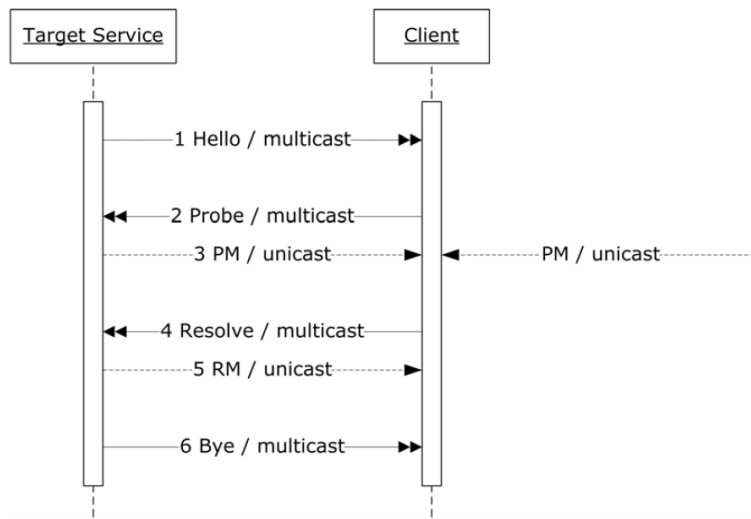 Target Service
Client
1 Hello / multicast
2 Probe / multicast
3 PM / unicast
PM / unicast
4 Resolve / multicast
5 RM / unicast
6 Bye / multicast